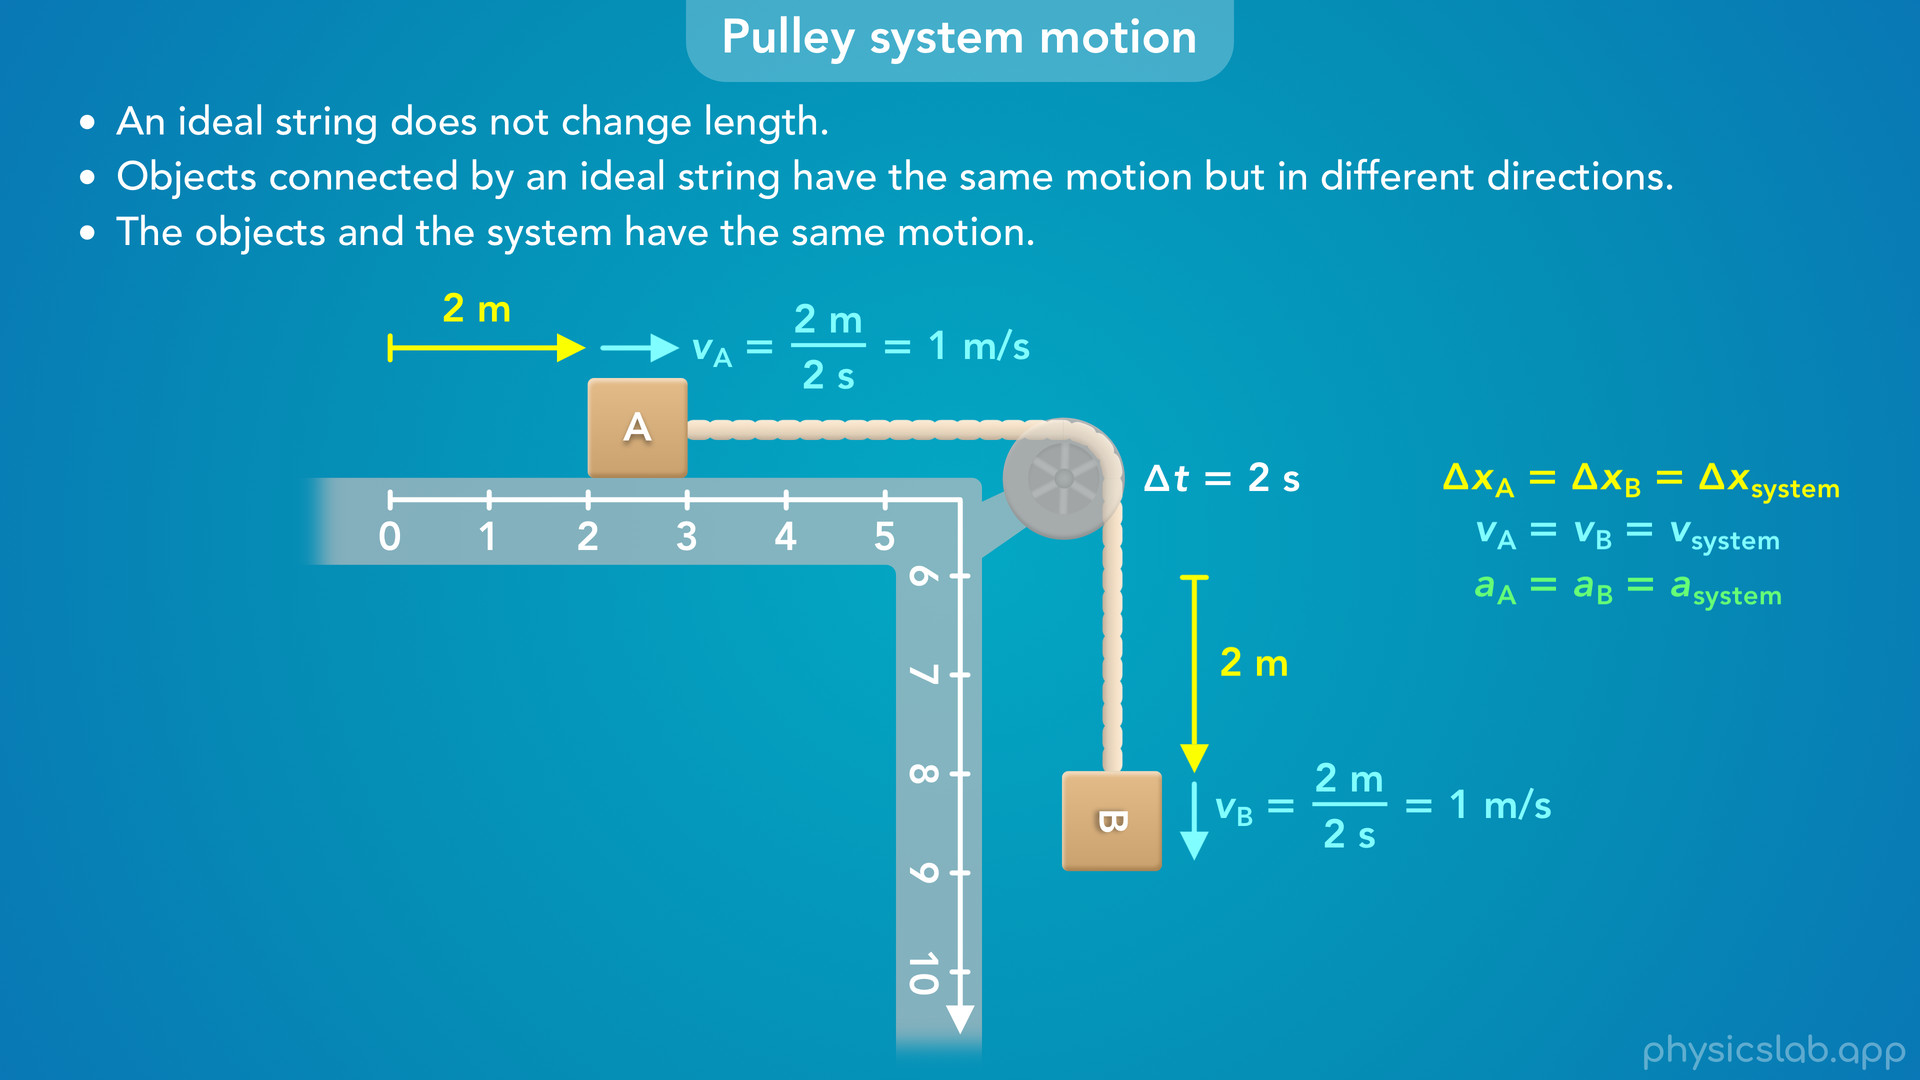 Pulley system motion
• An ideal string does not change length.
• Objects connected by an ideal string have the same motion but in different directions.
• The objects and the system have the same motion.
2 m
vA = 2 m / 2 s = 1 m/s
A
Δt = 2 s
ΔxA = ΔxB = Δxsystem
vA = vB = vsystem
aA = aB = asystem
0 1 2 3 4 5
6
7
8
9
10
2 m
vB = 2 m / 2 s = 1 m/s
B
physicslab.app